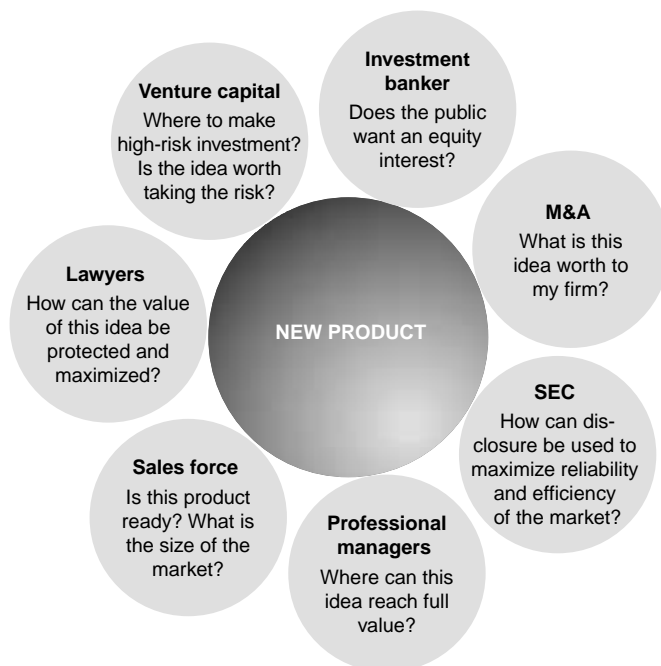 Investment
banker
Does the public
want an equity
interest?
Venture capital
Where to make
high-risk investment?
Is the idea worth
taking the risk?
M&A
What is this
idea worth to
my firm?
Lawyers
How can the value
of this idea be
protected and
maximized?
NEW PRODUCT
SEC
How can dis-
closure be used to
maximize reliability
and efficiency
of the market?
Sales force
Is this product
ready? What is
the size of the
market?
Professional
managers
Where can this
idea reach full
value?